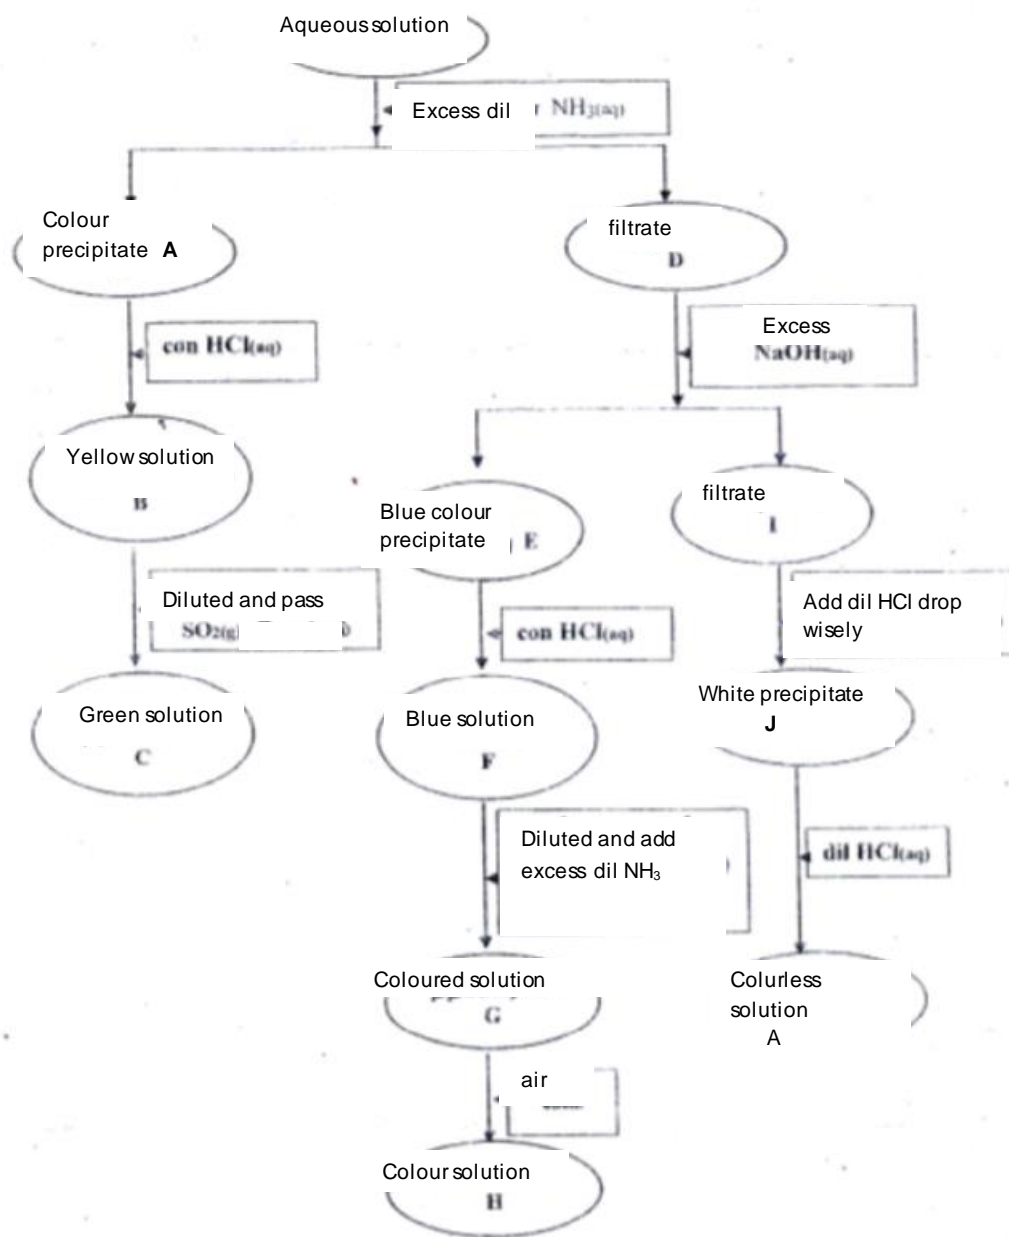 Aqueous solution
Excess dil NH3(aq)
Colour
precipitate A
filtrate
D
con HCl(aq)
Excess
NaOH(aq)
Yellow solution
B
filtrate
I
Blue colour
precipitate E
Diluted and pass
SO2(g)
Add dil HCl drop
wisely
con HCl(aq)
Green solution
C
Blue solution
F
White precipitate
J
Diluted and add
excess dil NH₃
dil HCl(aq)
Coloured solution
G
Colurless
solution
A
air
Colour solution
H